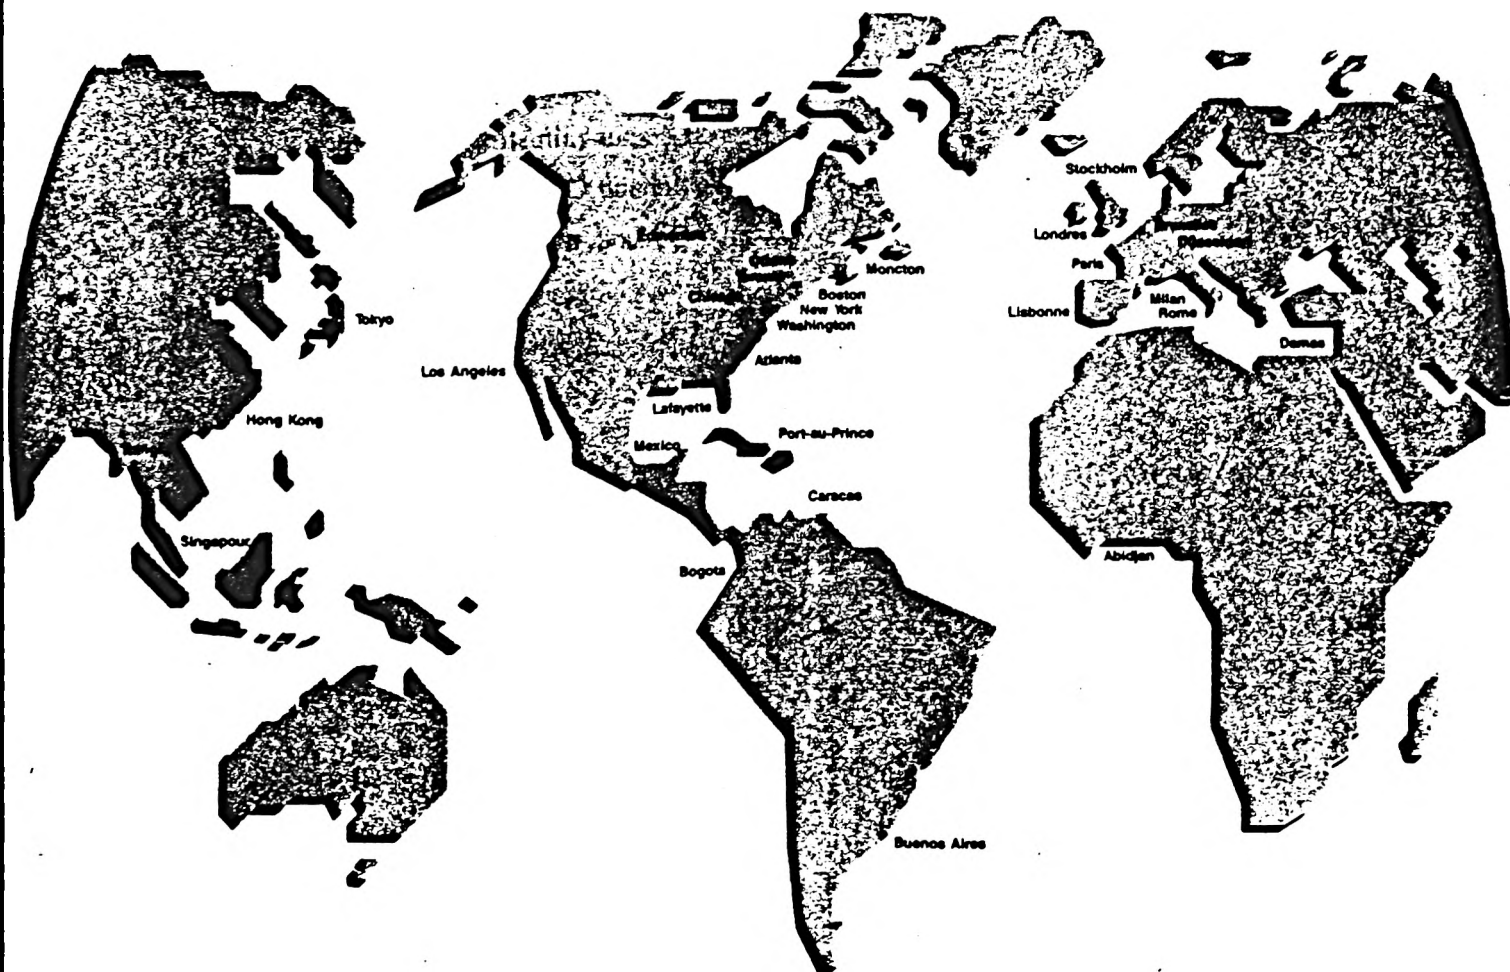 Stockholm
Londres
Düsseldorf
Paris
Moncton
Boston
Milan
New York
Rome
Lisbonne
Tokyo
Washington
Damas
Atlanta
Los Angeles
Lafayette
Hong Kong
Port-au-Prince
Mexico
Caracas
Singapour
Abidjan
Bogota
Buenos Aires